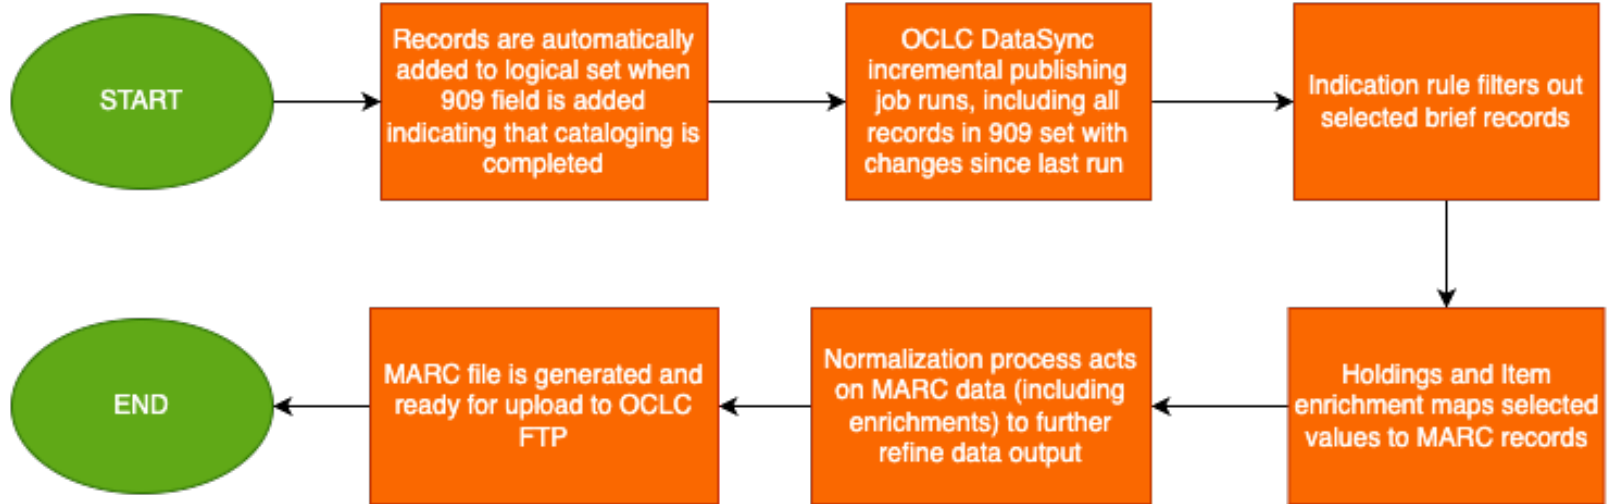 START
Records are automatically
added to logical set when
909 field is added
indicating that cataloging is
completed
OCLC DataSync
incremental publishing
job runs, including all
records in 909 set with
changes since last run
Indication rule filters out
selected brief records
Holdings and Item
enrichment maps selected
values to MARC records
Normalization process acts
on MARC data (including
enrichments) to further
refine data output
MARC file is generated and
ready for upload to OCLC
FTP
END